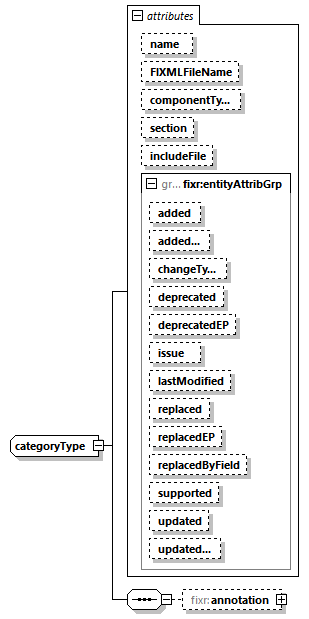 attributes
name
FIXMLFileName
componentTy...
section
includeFile
gr... fixr:entityAttribGrp
added
added...
changeTy...
deprecated
deprecatedEP
issue
lastModified
replaced
replacedEP
replacedByField
supported
updated
updated...
categoryType
fixr:annotation